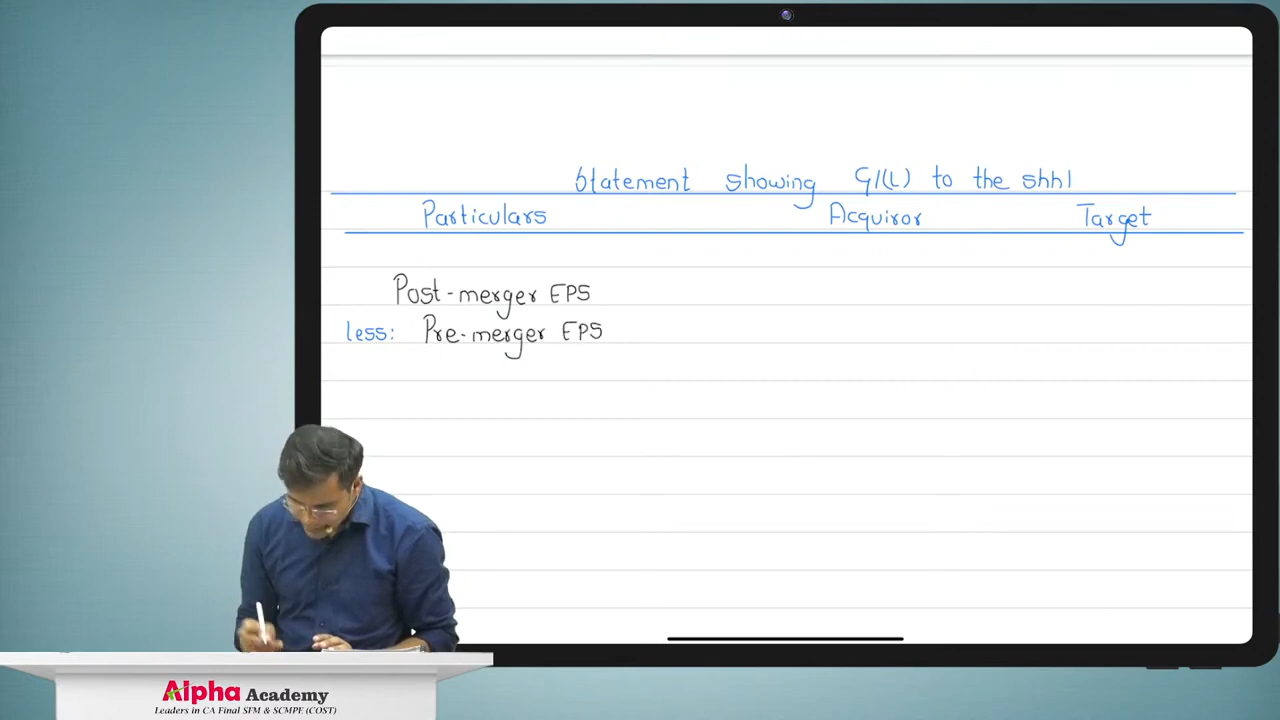 Statement showing G/(L) to the shhl
Particulars Acquiror Target
Post-merger EPS
less: Pre-merger EPS
Alpha Academy
Leaders in CA Final SFM & SCMPE (COST)